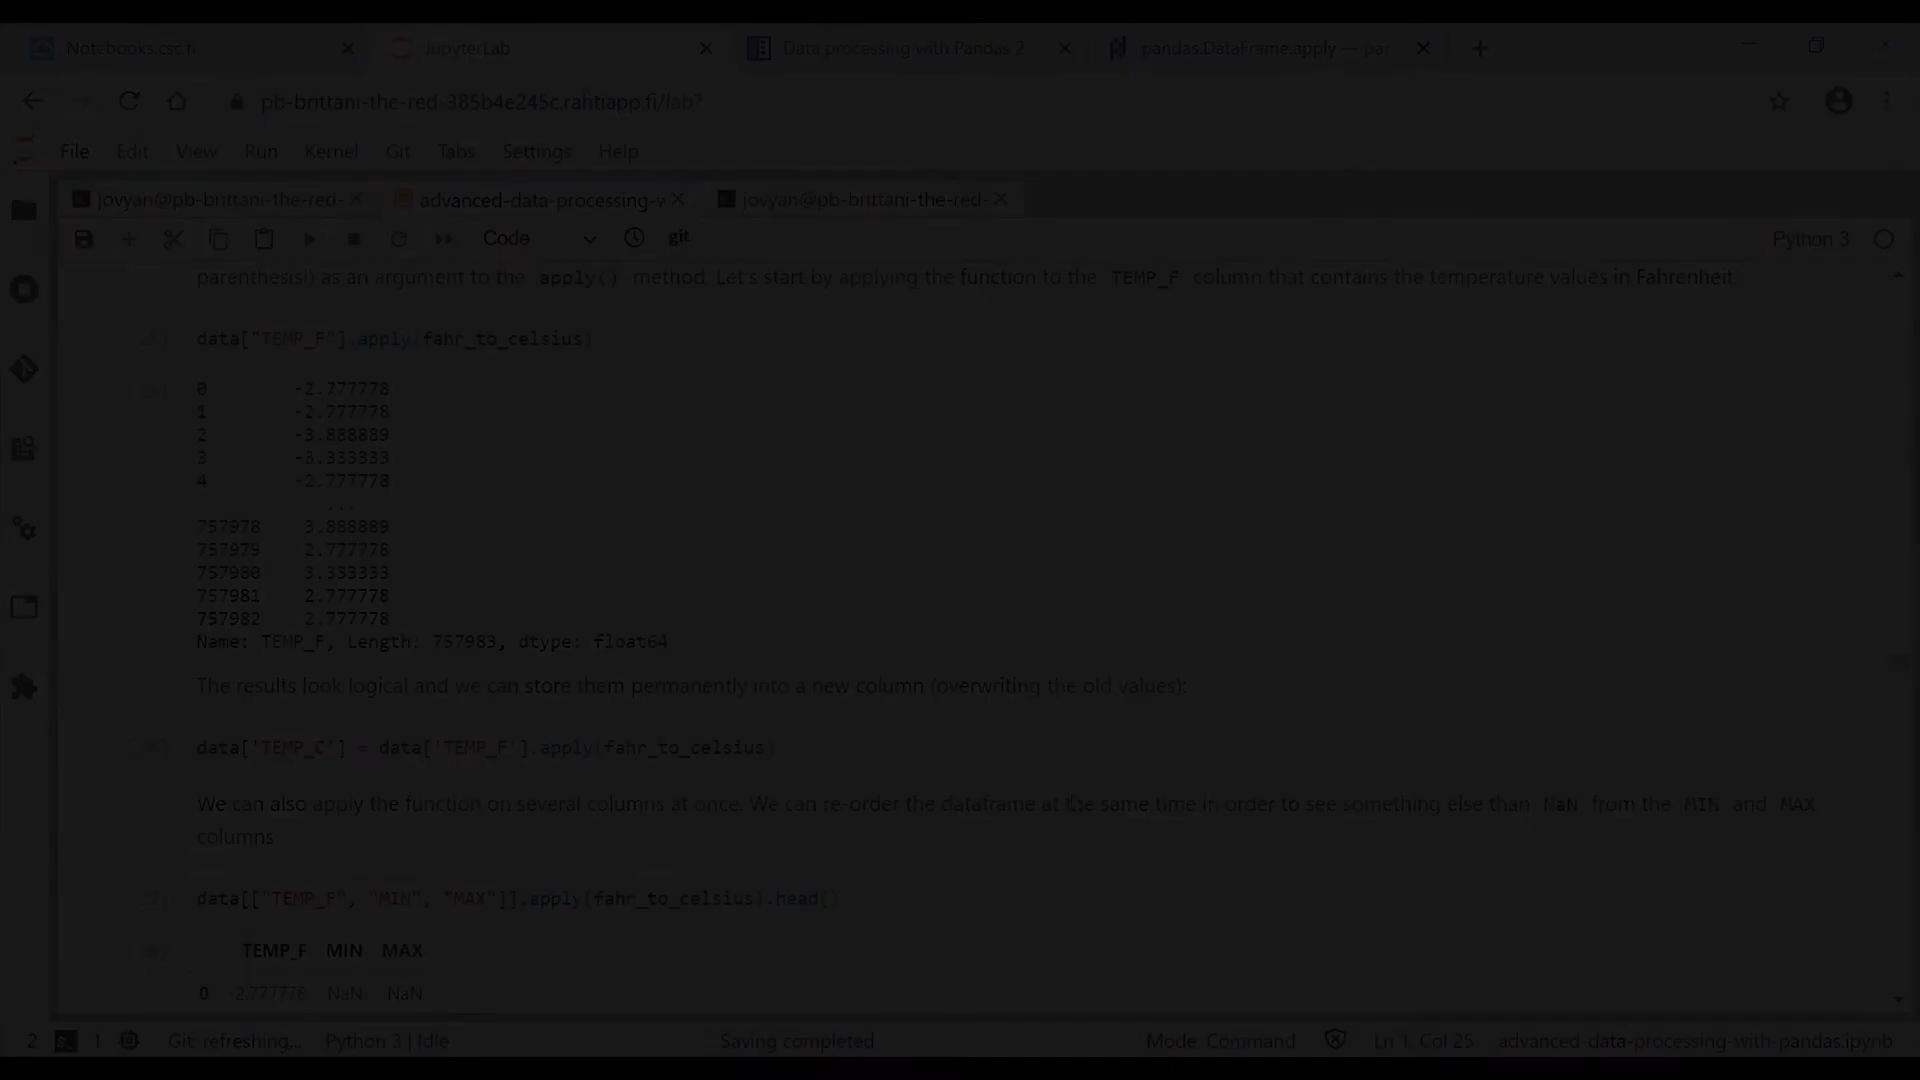 Notebooks.csc.fi
JupyterLab
Data processing with Pandas 2
pandas.DataFrame.apply — pa
pb-brittani-the-red-385b4e245c.rahtiapp.fi/lab?
File Edit View Run Kernel Git Tabs Settings Help
jovyan@pb-brittani-the-red-
advanced-data-processing-w
jovyan@pb-brittani-the-red-
Code
git
Python 3
parenthesis!) as an argument to the apply() method. Let's start by applying the function to the TEMP_F column that contains the temperature values in Fahrenheit:
data["TEMP_F"].apply(fahr_to_celsius)
0 -2.777778
1 -2.777778
2 -3.888889
3 -3.333333
4 -2.777778
...
757978 3.888889
757979 2.777778
757980 3.333333
757981 2.777778
757982 2.777778
Name: TEMP_F, Length: 757983, dtype: float64
The results look logical and we can store them permanently into a new column (overwriting the old values):
data['TEMP_C'] = data['TEMP_F'].apply(fahr_to_celsius)
We can also apply the function on several columns at once. We can re-order the dataframe at the same time in order to see something else than NaN from the MIN and MAX
columns
data[["TEMP_F", "MIN", "MAX"]].apply(fahr_to_celsius).head()
TEMP_F MIN MAX
0 -2.777778 NaN NaN
2 1 Git: refreshing... Python 3 | Idle Saving completed Mode: Command Ln 1, Col 25 advanced-data-processing-with-pandas.ipynb